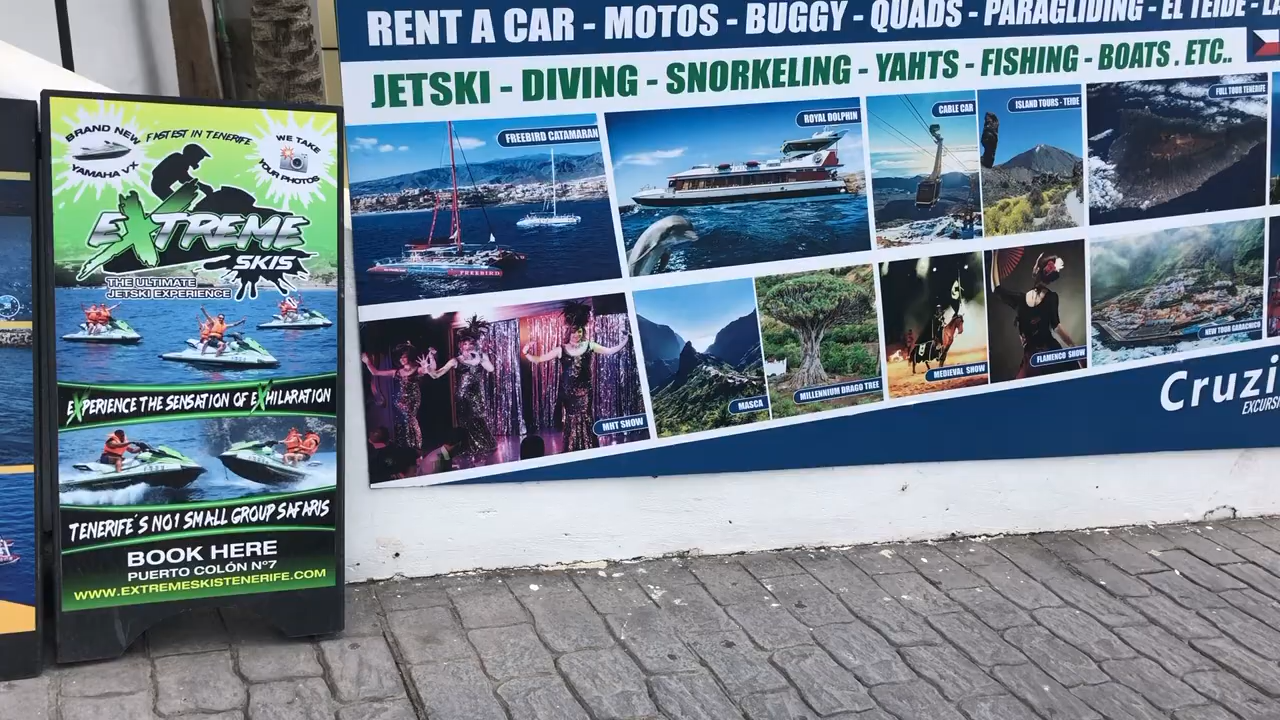 BRAND NEW
YAMAHA VX
FASTEST IN TENERIFE
WE TAKE
YOUR PHOTOS
EXTREME
SKIS
THE ULTIMATE
JETSKI EXPERIENCE
EXPERIENCE THE SENSATION OF EXHILARATION
TENERIFE´S NO1 SMALL GROUP SAFARIS
BOOK HERE
PUERTO COLÓN Nº7
WWW.EXTREMESKISTENERIFE.COM
RENT A CAR - MOTOS - BUGGY - QUADS - PARAGLIDING - EL TEIDE - LA
JETSKI - DIVING - SNORKELING - YAHTS - FISHING - BOATS . ETC..
FREEBIRD CATAMARAN
FREEBIRD
ROYAL DOLPHIN
CABLE CAR
ISLAND TOURS - TEIDE
FULL TOUR TENERIFE
MHT SHOW
MASCA
MILLENNIUM DRAGO TREE
MEDIEVAL SHOW
FLAMENCO SHOW
NEW TOUR GARACHICO
Cruzi
EXCURSI